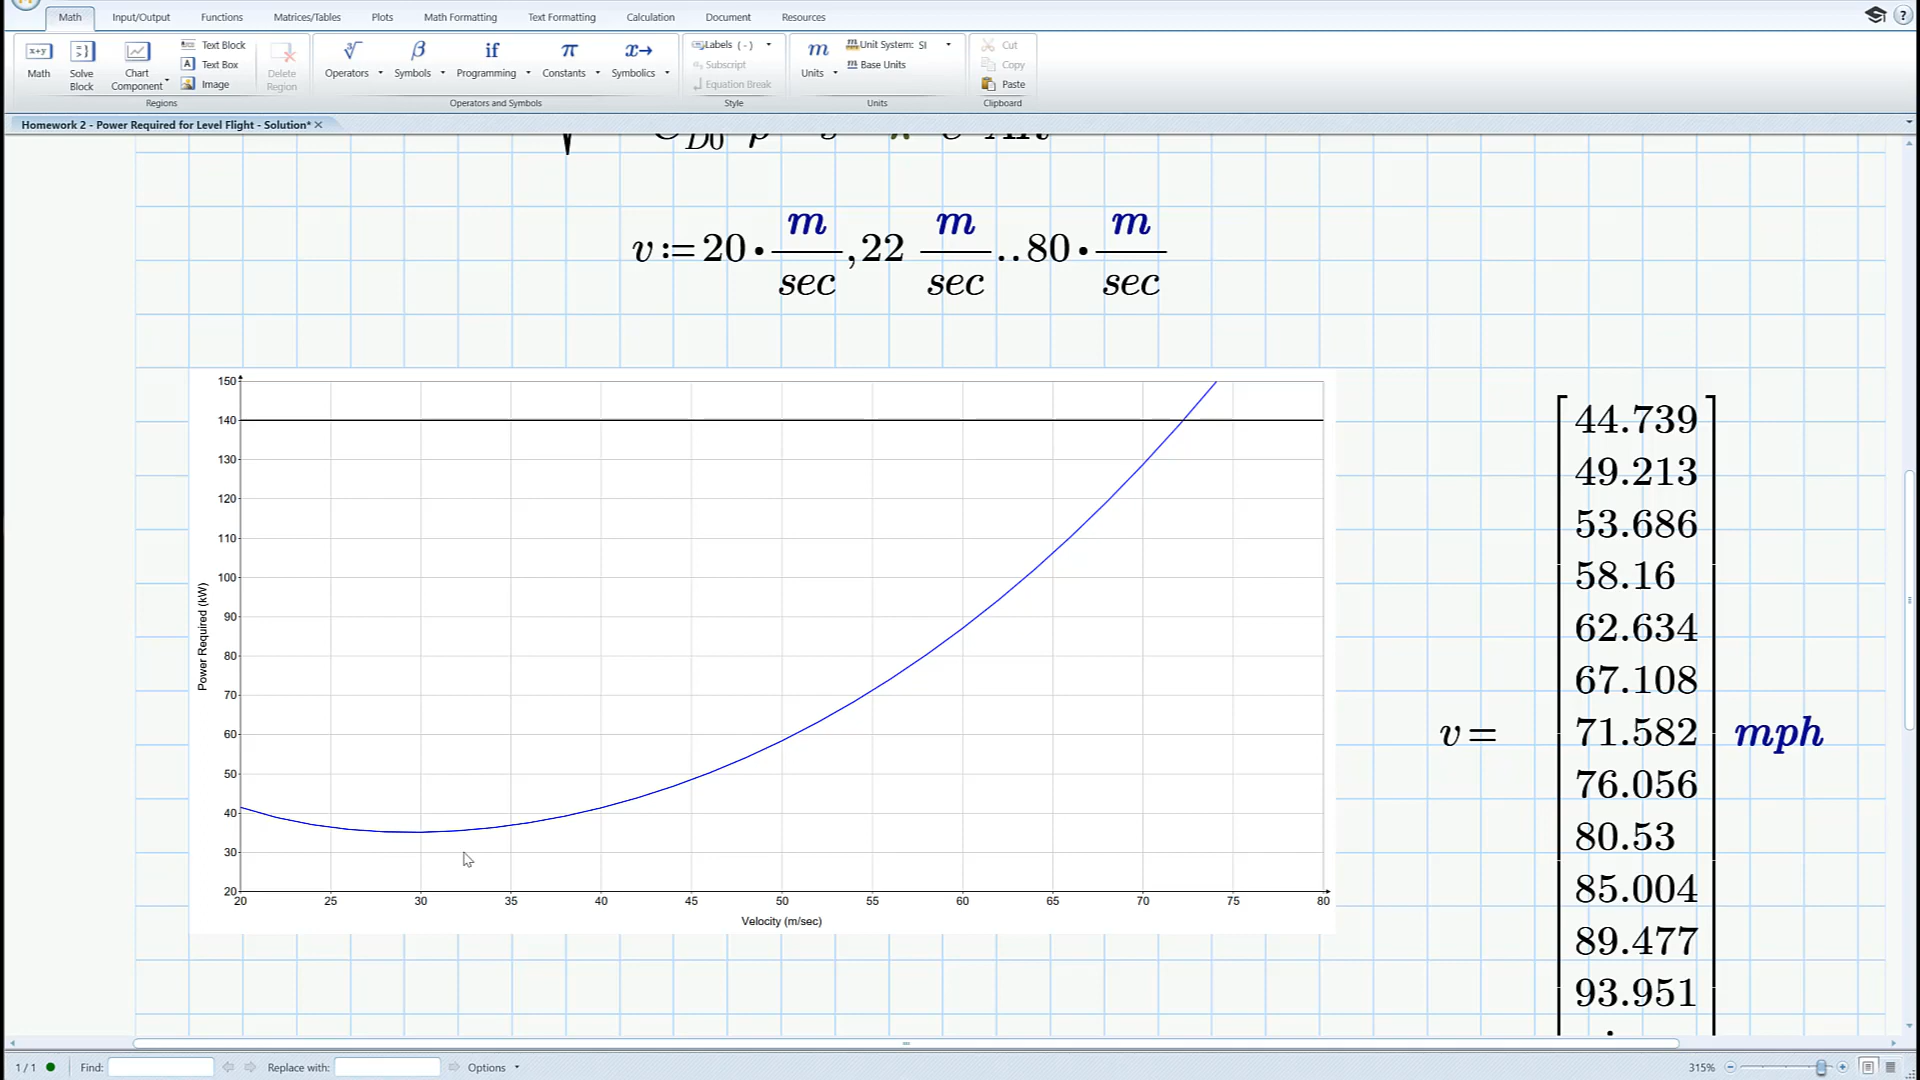 Math Input/Output Functions Matrices/Tables Plots Math Formatting Text Formatting Calculation Document Resources ?
Math
Solve Block
Chart Component
Text Block
Text Box
Image
Delete Region
Regions
Operators
Symbols
Programming
Constants
Symbolics
Operators and Symbols
Labels ( - )
Subscript
Equation Break
Style
Units
Unit System: SI
Base Units
Units
Cut
Copy
Paste
Clipboard
Homework 2 - Power Required for Level Flight - Solution* ×
v := 20 • m/sec , 22 m/sec .. 80 • m/sec
150
140
130
120
110
100
90
80
70
60
50
40
30
20
Power Required (kW)
20 25 30 35 40 45 50 55 60 65 70 75 80
Velocity (m/sec)
v =
44.739
49.213
53.686
58.16
62.634
67.108
71.582
76.056
80.53
85.004
89.477
93.951
mph
1 / 1 Find: Replace with: Options 315%